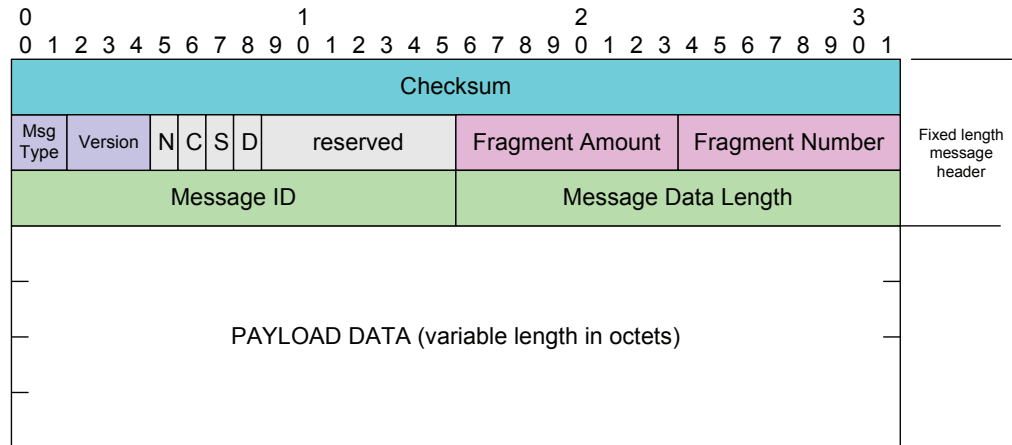 0 1 2 3
0 1 2 3 4 5 6 7 8 9 0 1 2 3 4 5 6 7 8 9 0 1 2 3 4 5 6 7 8 9 0 1
Checksum
Msg
Type
Version
N
C
S
D
reserved
Fragment Amount
Fragment Number
Fixed length
message
header
Message ID
Message Data Length
PAYLOAD DATA (variable length in octets)